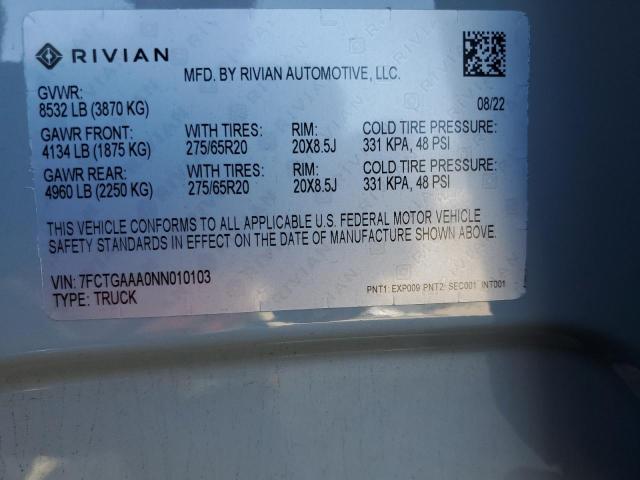 RIVIAN
MFD. BY RIVIAN AUTOMOTIVE, LLC.
GVWR:
8532 LB (3870 KG) 08/22
GAWR FRONT: WITH TIRES: RIM: COLD TIRE PRESSURE:
4134 LB (1875 KG) 275/65R20 20X8.5J 331 KPA, 48 PSI
GAWR REAR: WITH TIRES: RIM: COLD TIRE PRESSURE:
4960 LB (2250 KG) 275/65R20 20X8.5J 331 KPA, 48 PSI
THIS VEHICLE CONFORMS TO ALL APPLICABLE U.S. FEDERAL MOTOR VEHICLE
SAFETY STANDARDS IN EFFECT ON THE DATE OF MANUFACTURE SHOWN ABOVE.
VIN: 7FCTGAAA0NN010103
TYPE: TRUCK
PNT1: EXP009 PNT2: SEC001 INT001